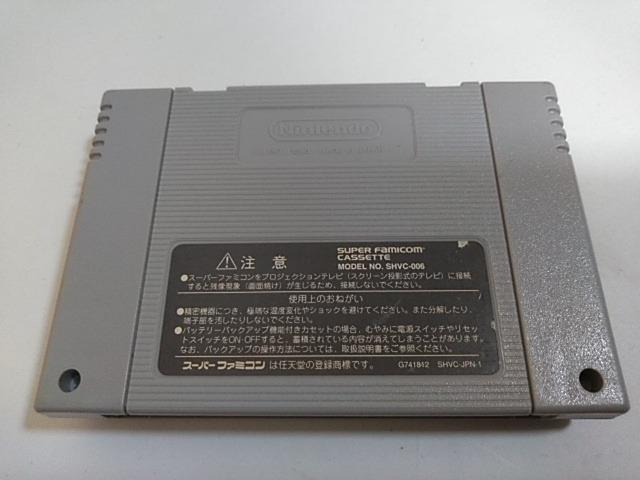 Nintendo
SUPER FAMICOM
CASSETTE
MODEL NO. SHVC-006
注意
●スーパーファミコンをプロジェクションテレビ（スクリーン投影式のテレビ）に接続
すると残像現象（画面焼け）が生じるため、接続しないでください。
使用上のおねがい
●精密機器につき、極端な温度変化やショックを避けてください。また分解したり、
端子部を汚したりしないでください。
●バッテリーバックアップ機能付きカセットの場合、むやみに電源スイッチやリセッ
トスイッチをON・OFFすると、蓄積されている内容が消えてしまうことがあります。
なお、バックアップの操作方法については、取扱説明書をご参照ください。
スーパーファミコンは任天堂の登録商標です。
G741812 SHVC-JPN-1